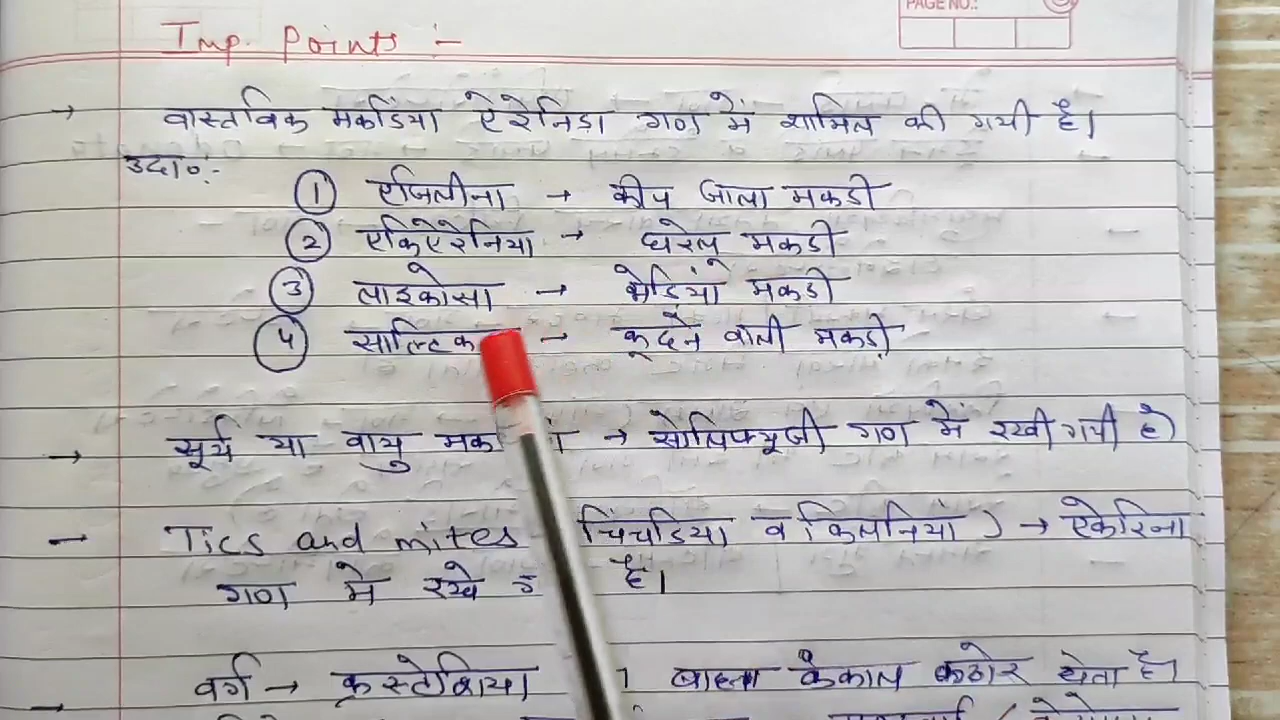 PAGE NO.:
Imp. Points :-
→ वास्तविक मकडिंया ऐरेनिडा गण में शामिल की गयी है।
उदा०:-
① एजिलीना → कीप जाला मकडी
② एकिऐरेनिया → घरेलु मकडी
③ लाइकोसा → भेडियां मकडी
④ साल्टिक → कूदने वाली मकड़ी
→ सूर्य या वायु → सोलिफ्यूजी गण में रखी गयी है
- Tics and mites चिंचडिया व किलनियां) → ऐकेरिना
गण में रखे है।
→ वर्ग → क्रस्टेशिया बाह्य कंकाल कठोर होता है।